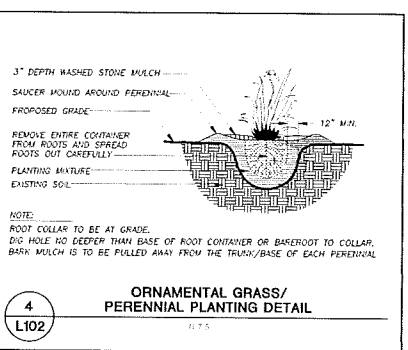 3" DEPTH WASHED STONE MULCH
SAUCER MOUND AROUND PERENNIAL
PROPOSED GRADE
12" MIN.
REMOVE ENTIRE CONTAINER
FROM ROOTS AND SPREAD
ROOTS OUT CAREFULLY
PLANTING MIXTURE
EXISTING SOIL
NOTE:
ROOT COLLAR TO BE AT GRADE.
DIG HOLE NO DEEPER THAN BASE OF ROOT CONTAINER OR BAREROOT TO COLLAR.
BARK MULCH IS TO BE PULLED AWAY FROM THE TRUNK/BASE OF EACH PERENNIAL
4
L102
ORNAMENTAL GRASS/
PERENNIAL PLANTING DETAIL
N.T.S.